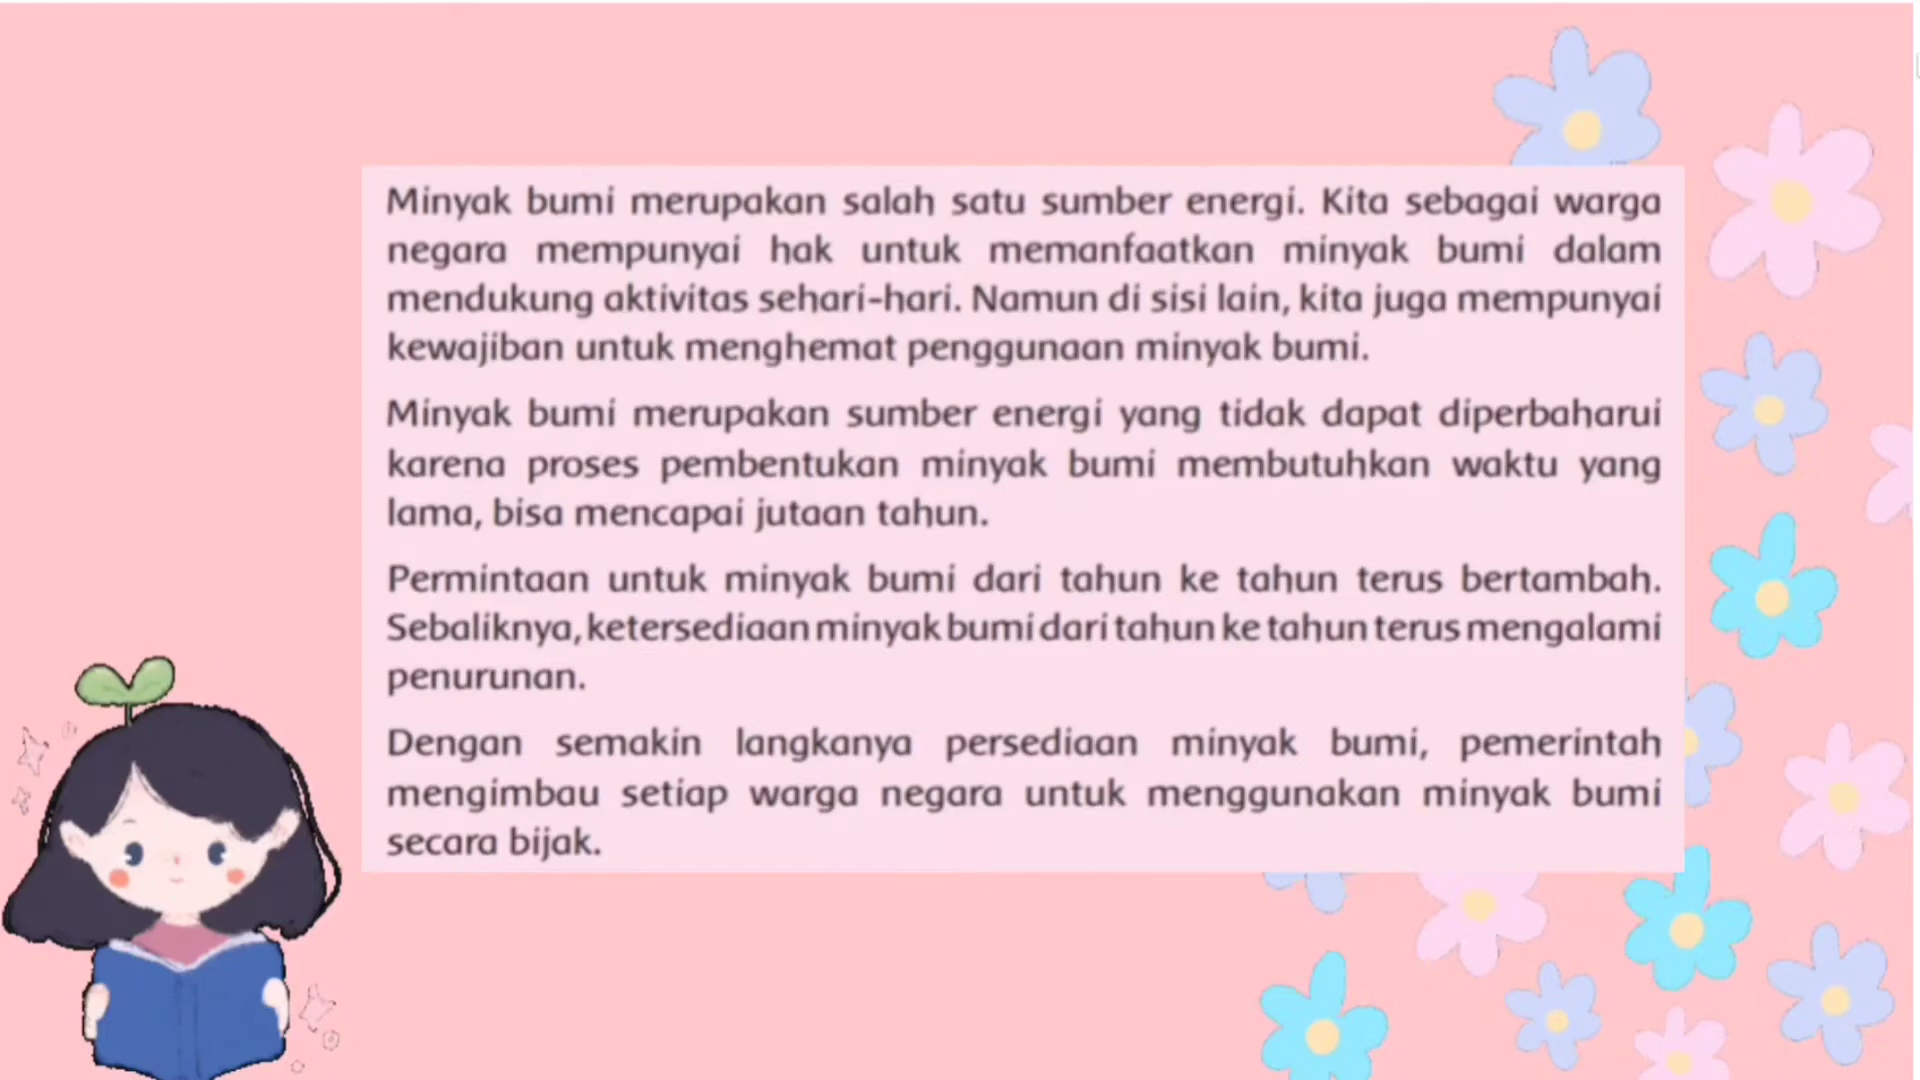 Minyak bumi merupakan salah satu sumber energi. Kita sebagai warga
negara mempunyai hak untuk memanfaatkan minyak bumi dalam
mendukung aktivitas sehari-hari. Namun di sisi lain, kita juga mempunyai
kewajiban untuk menghemat penggunaan minyak bumi.
Minyak bumi merupakan sumber energi yang tidak dapat diperbaharui
karena proses pembentukan minyak bumi membutuhkan waktu yang
lama, bisa mencapai jutaan tahun.
Permintaan untuk minyak bumi dari tahun ke tahun terus bertambah.
Sebaliknya, ketersediaan minyak bumi dari tahun ke tahun terus mengalami
penurunan.
Dengan semakin langkanya persediaan minyak bumi, pemerintah
mengimbau setiap warga negara untuk menggunakan minyak bumi
secara bijak.